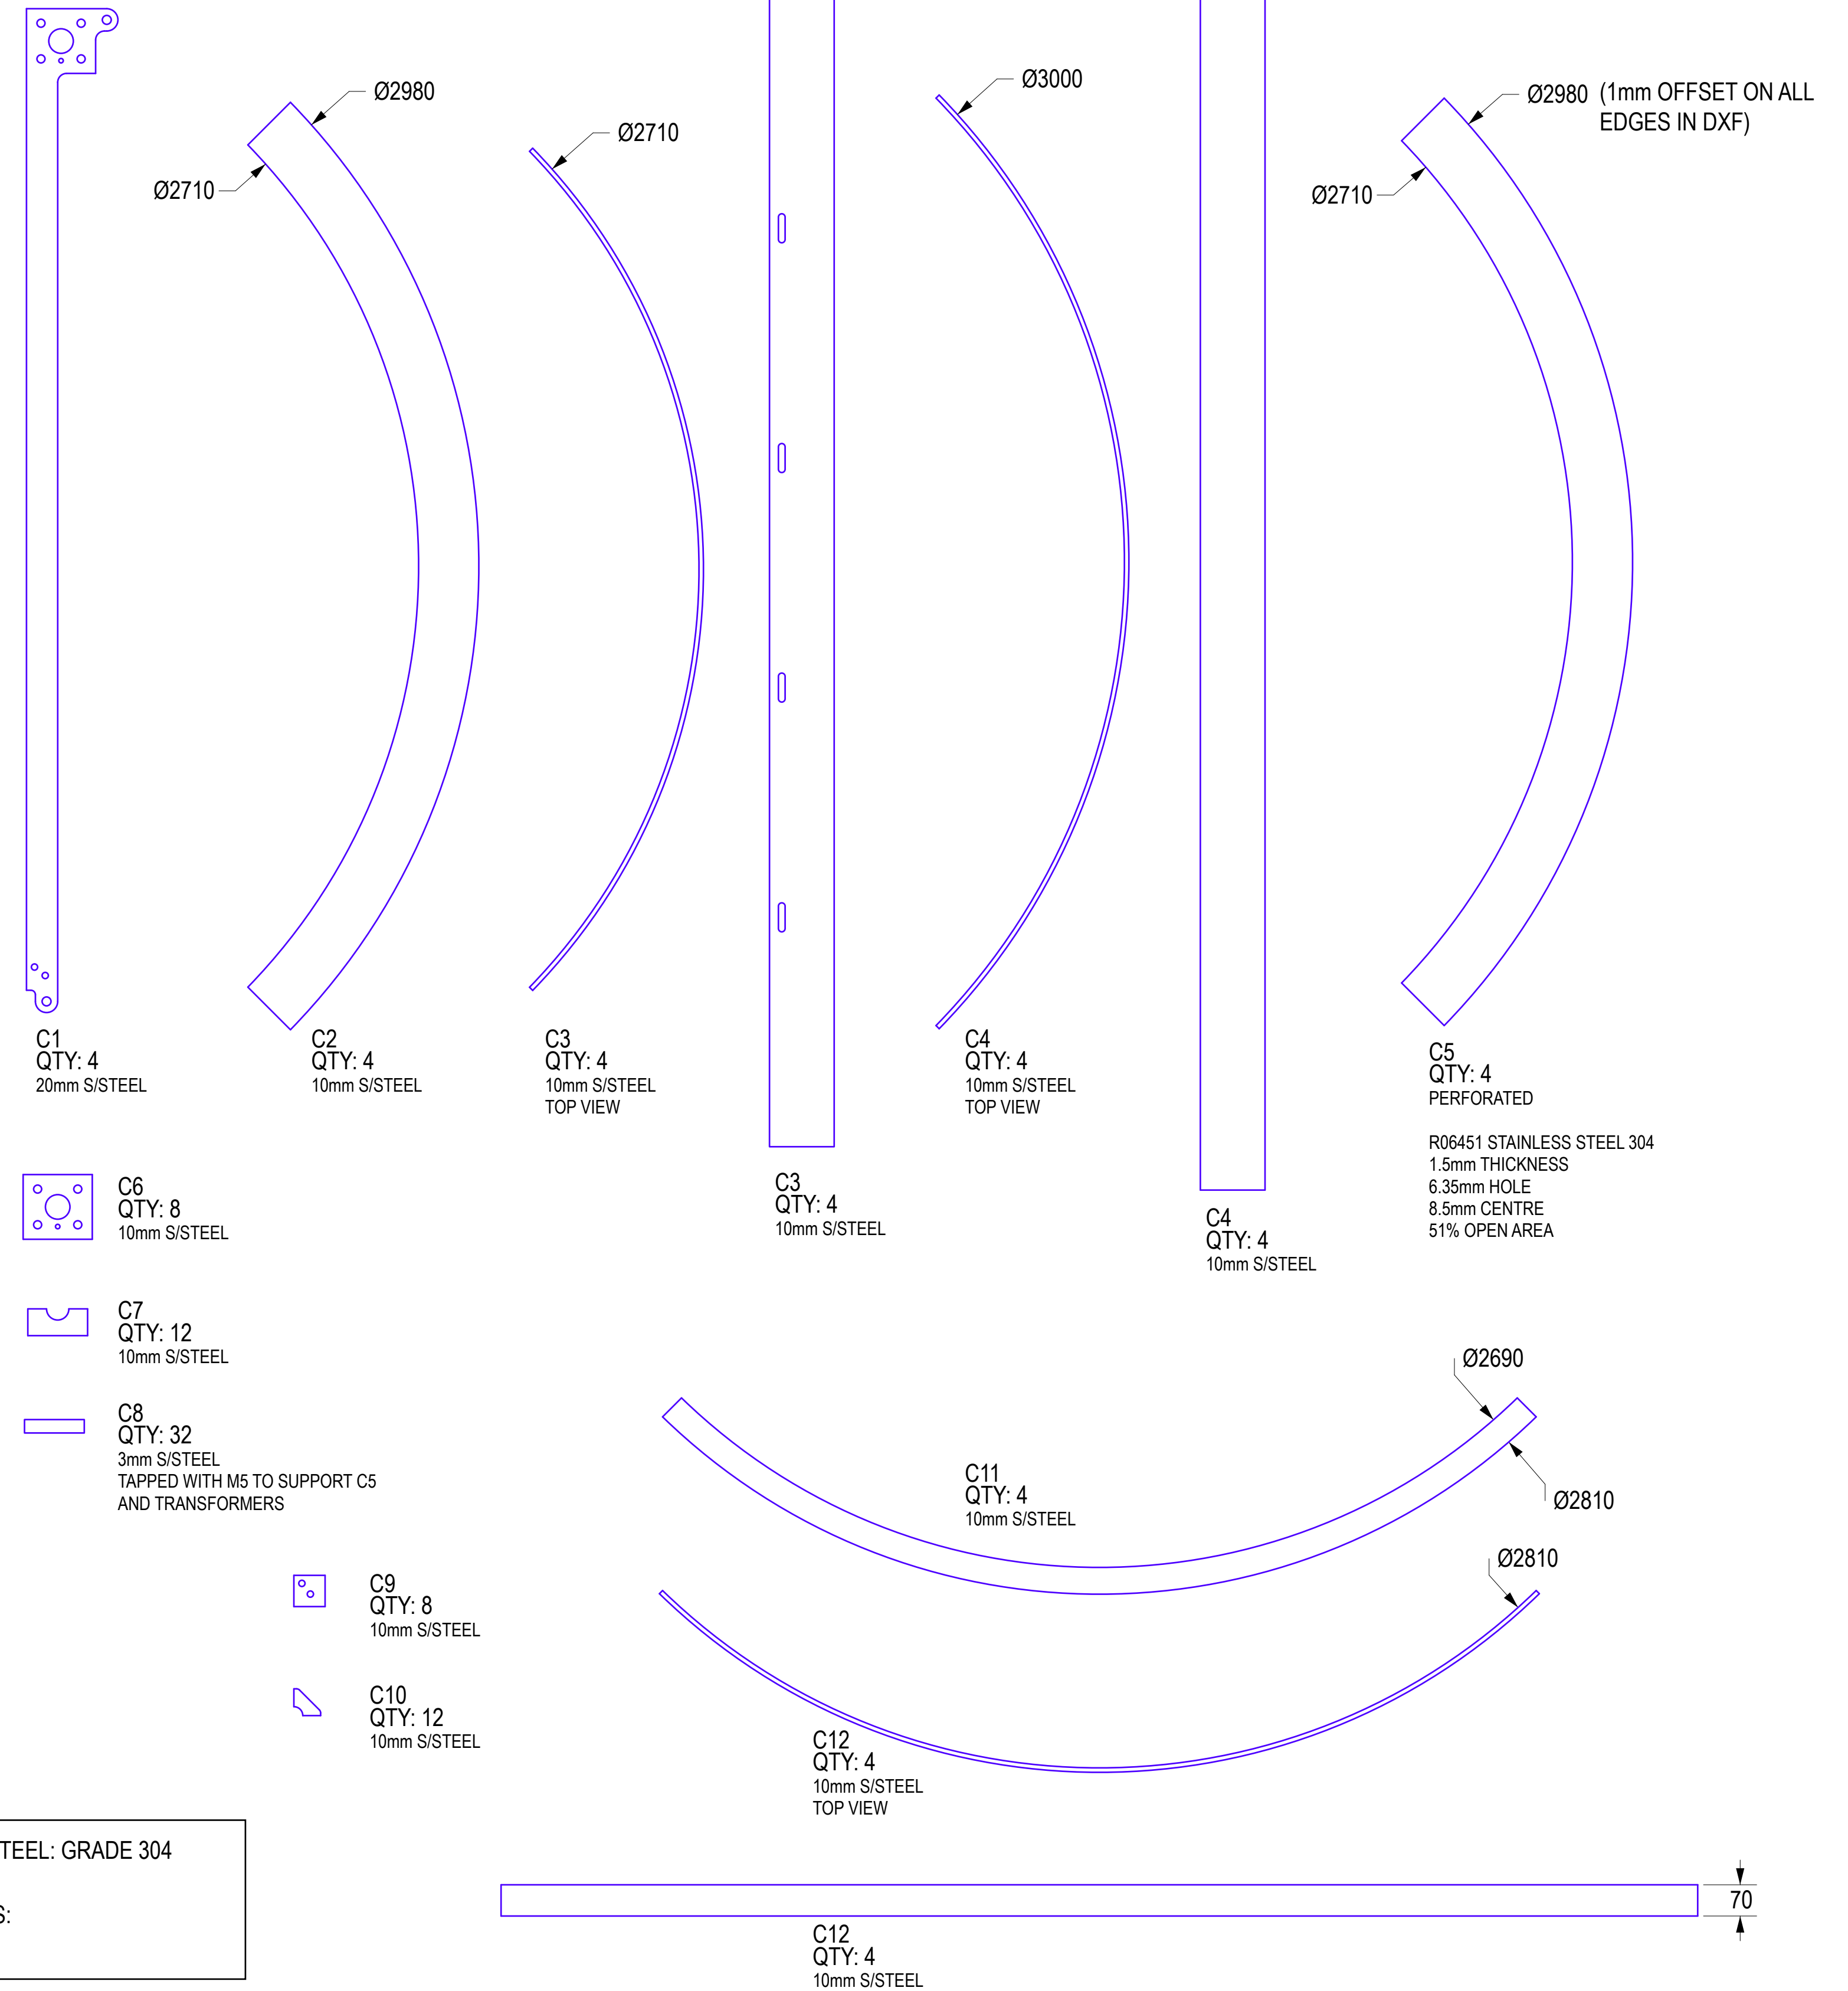 Ø2980
Ø2710
Ø2710
Ø3000
Ø2980 (1mm OFFSET ON ALL
EDGES IN DXF)
Ø2710
C1
QTY: 4
20mm S/STEEL
C2
QTY: 4
10mm S/STEEL
C3
QTY: 4
10mm S/STEEL
TOP VIEW
C3
QTY: 4
10mm S/STEEL
C4
QTY: 4
10mm S/STEEL
TOP VIEW
C4
QTY: 4
10mm S/STEEL
C5
QTY: 4
PERFORATED
R06451 STAINLESS STEEL 304
1.5mm THICKNESS
6.35mm HOLE
8.5mm CENTRE
51% OPEN AREA
C6
QTY: 8
10mm S/STEEL
C7
QTY: 12
10mm S/STEEL
C8
QTY: 32
3mm S/STEEL
TAPPED WITH M5 TO SUPPORT C5
AND TRANSFORMERS
C9
QTY: 8
10mm S/STEEL
C10
QTY: 12
10mm S/STEEL
Ø2690
C11
QTY: 4
10mm S/STEEL
Ø2810
Ø2810
C12
QTY: 4
10mm S/STEEL
TOP VIEW
TEEL: GRADE 304
S:
70
C12
QTY: 4
10mm S/STEEL